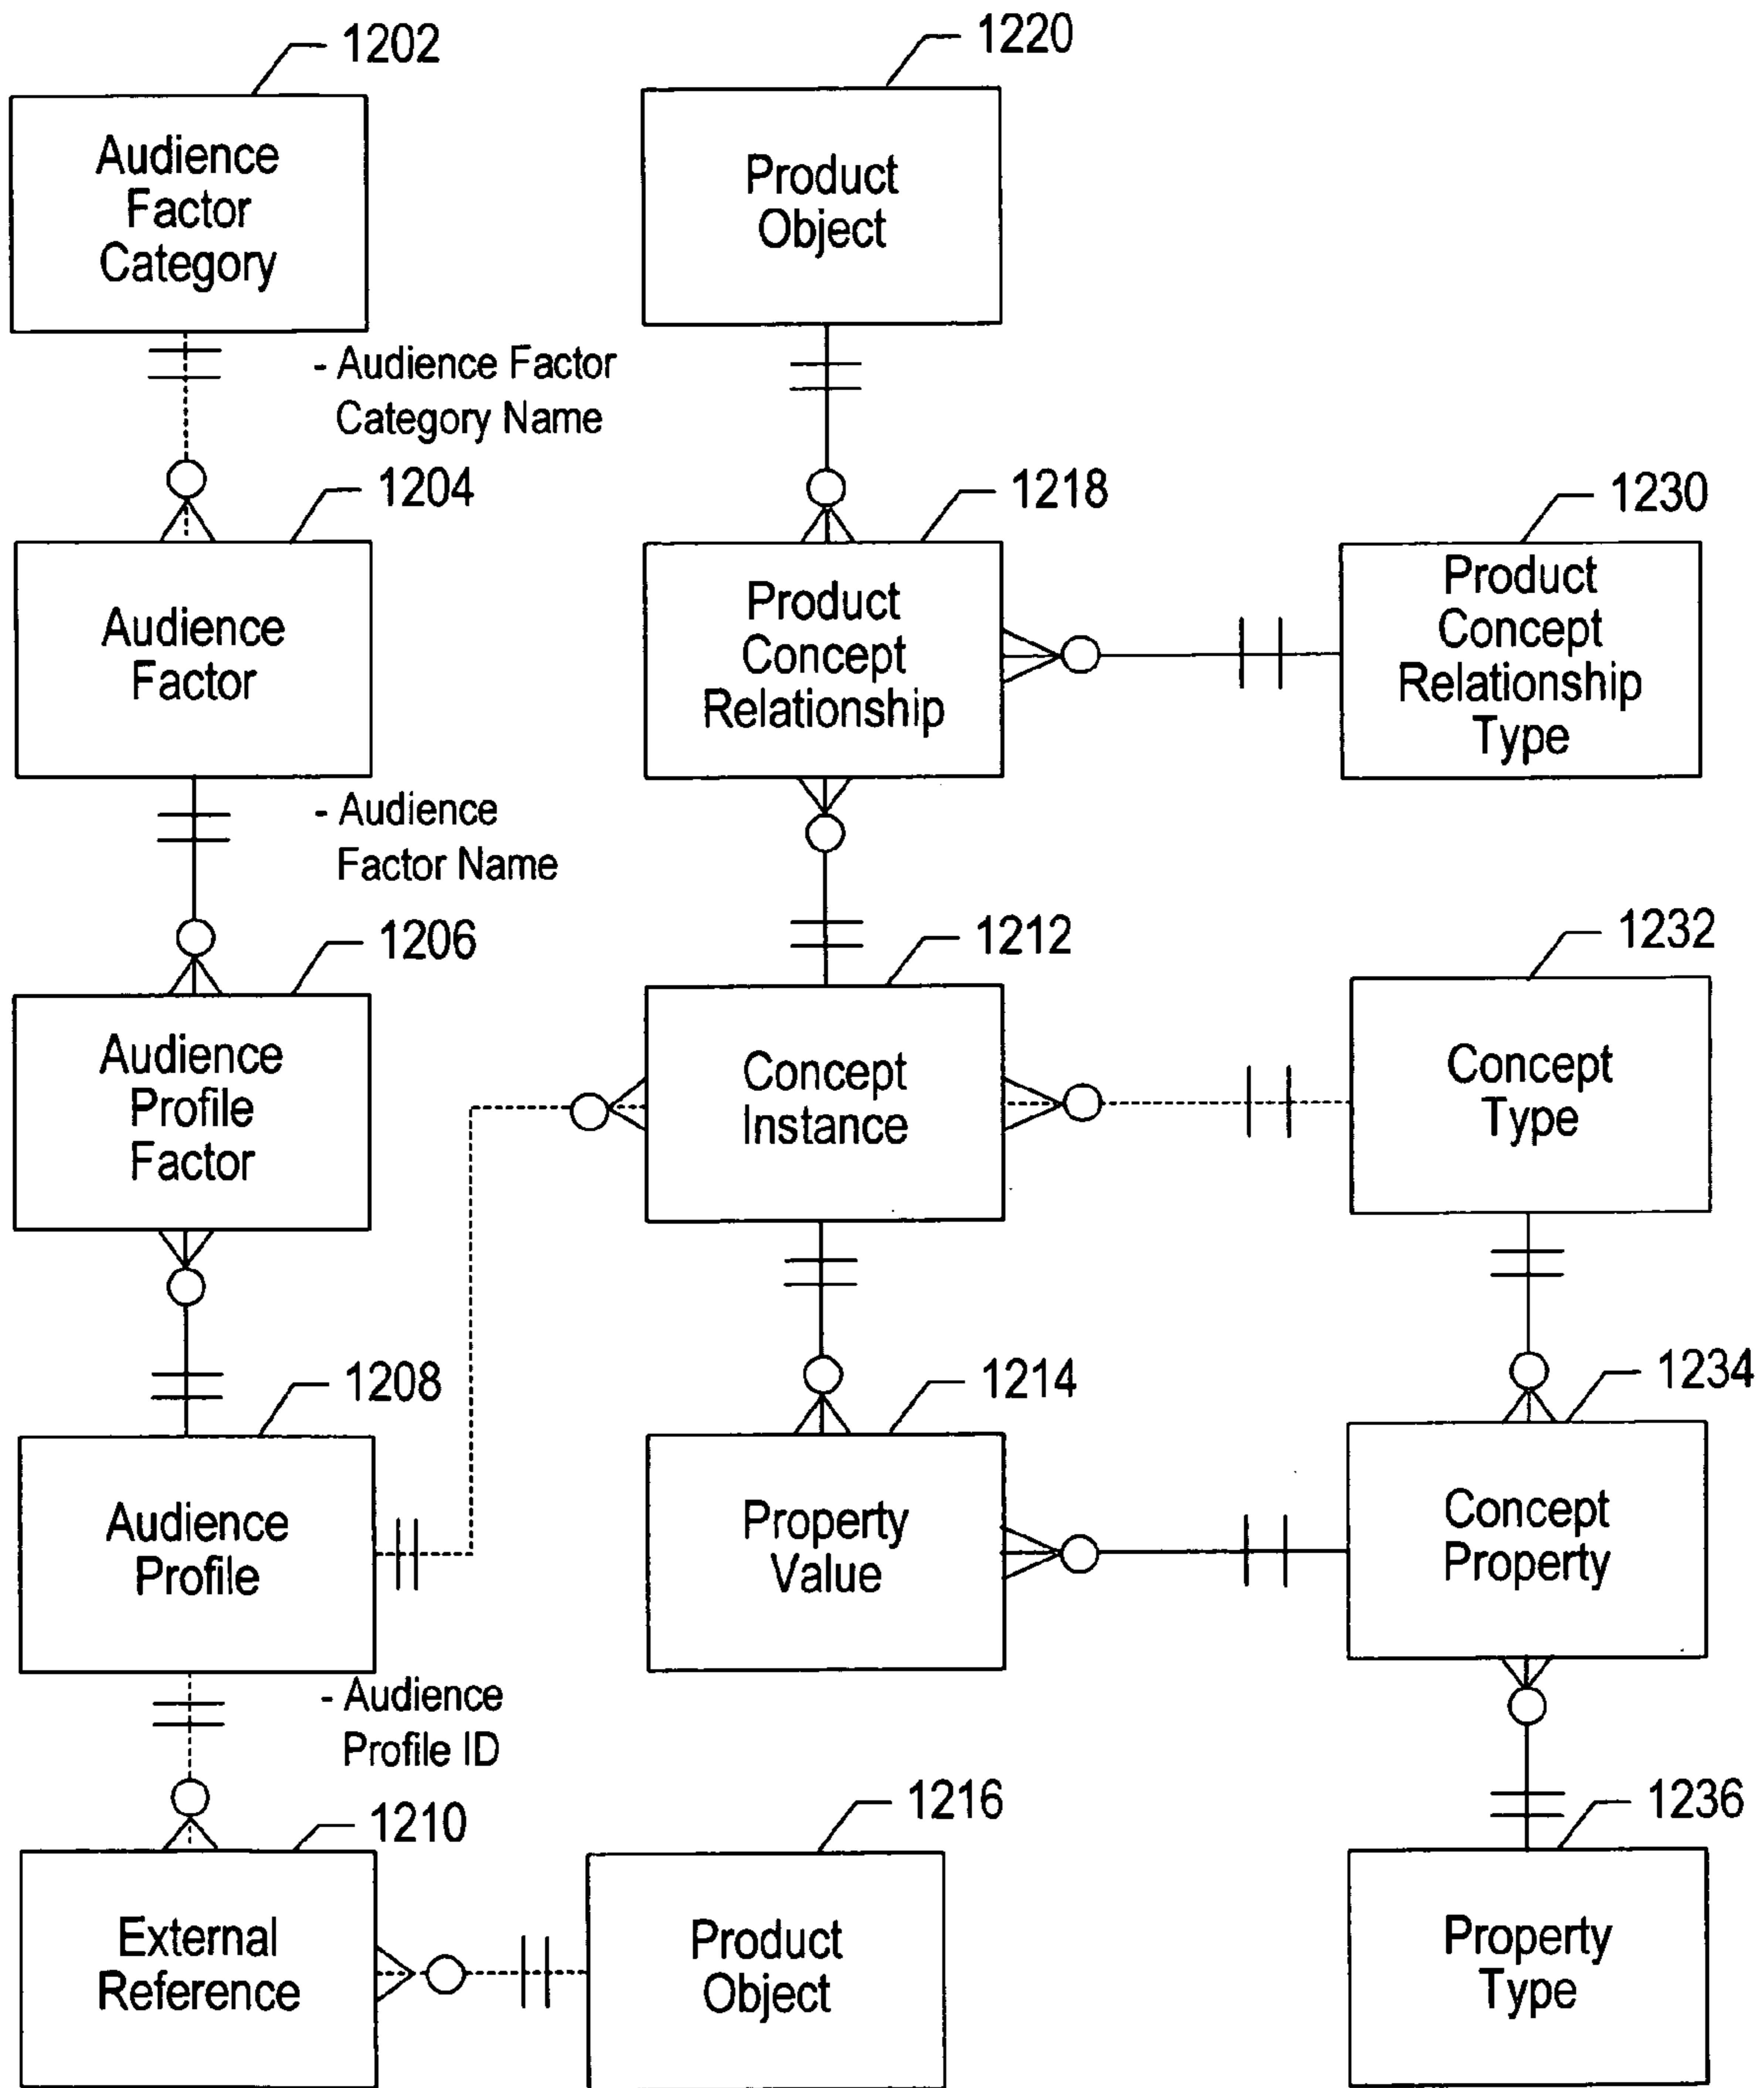 1202
Audience
Factor
Category
- Audience Factor
Category Name
1204
Audience
Factor
- Audience
Factor Name
1206
Audience
Profile
Factor
1208
Audience
Profile
- Audience
Profile ID
1210
External
Reference
1216
Product
Object
1220
Product
Object
1218
Product
Concept
Relationship
1230
Product
Concept
Relationship
Type
1212
Concept
Instance
1232
Concept
Type
1214
Property
Value
1234
Concept
Property
1236
Property
Type